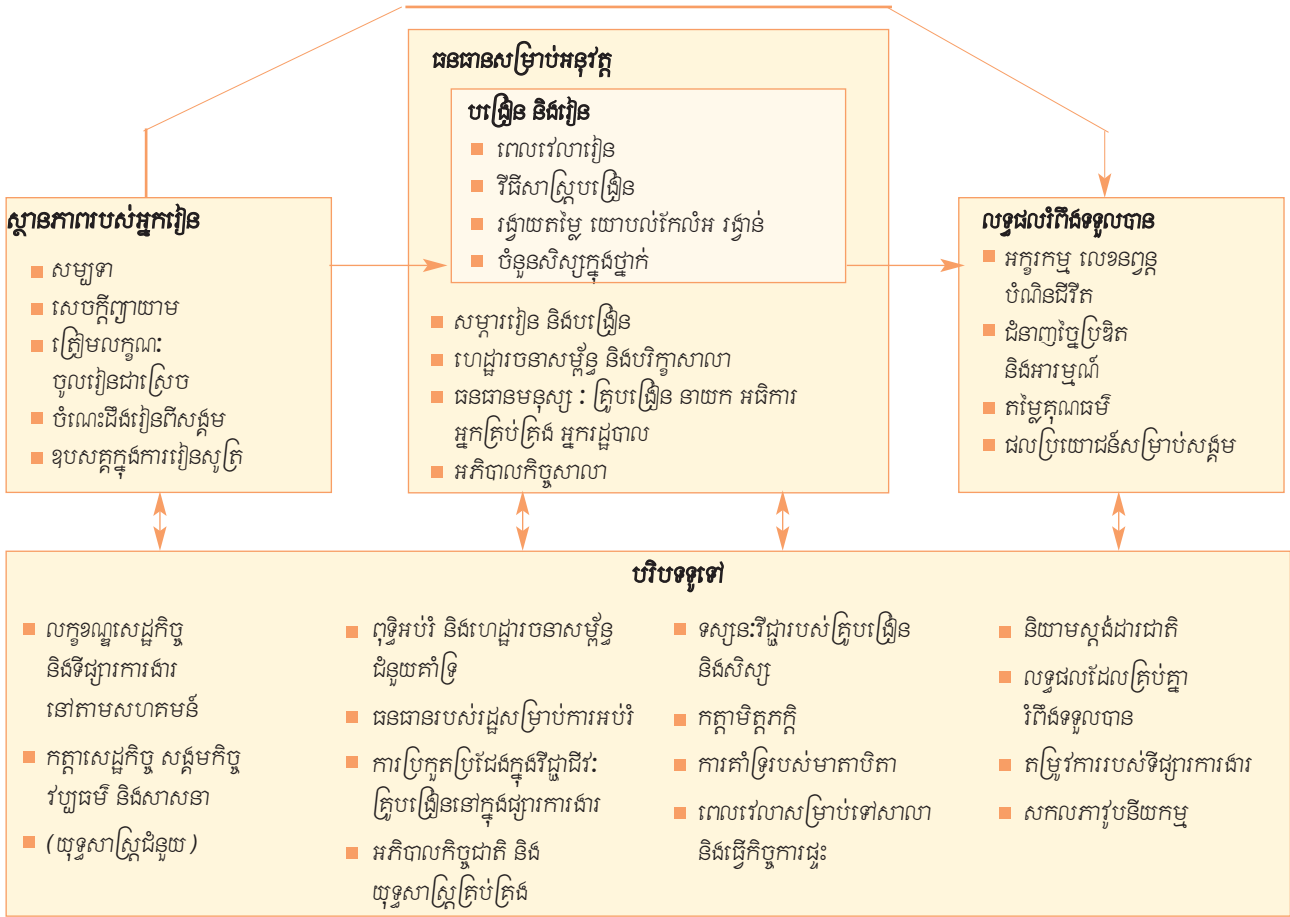 ធនធានសម្រាប់អនុវត្ត
បង្រៀន និងរៀន
ពេលវេលារៀន
វីធីសាស្ត្របង្រៀន
រង្វាយតម្លៃ យោបល់កែលំអ រង្វាន់
ចំនួនសិស្សក្នុងថ្នាក់
សម្ភាររៀន និងបង្រៀន
ហេដ្ឋារចនាសម្ព័ន្ធ និងបរិក្ខាសាលា
ធនធានមនុស្ស : គ្រូបង្រៀន នាយក អធិការ
អ្នកគ្រប់គ្រង អ្នករដ្ឋបាល
អភិបាលកិច្ចសាលា
ស្ថានភាពរបស់អ្នករៀន
សម្បទា
សេចក្តីព្យាយាម
ត្រៀមលក្ខណៈ
ចូលរៀនជាស្រេច
ចំណេះដឹងរៀនពីសង្គម
ឧបសគ្គក្នុងការរៀនសូត្រ
លទ្ធផលរំពឹងទទួលបាន
អក្ខរកម្ម លេខនព្វន្ត
បំណិនជីវិត
ជំនាញច្នៃប្រឌិត
និងអារម្មណ៍
តម្លៃគុណធម៌
ផលប្រយោជន៍សម្រាប់សង្គម
បរិបទទូទៅ
លក្ខខណ្ឌសេដ្ឋកិច្ច
និងទីផ្សារការងារ
នៅតាមសហគមន៍
កត្តាសេដ្ឋកិច្ច សង្គមកិច្ច
វប្បធម៌ និងសាសនា
(យុទ្ធសាស្ត្រជំនួយ)
ពុទ្ធិអប់រំ និងហេដ្ឋារចនាសម្ព័ន្ធ
ជំនួយគាំទ្រ
ធនធានរបស់រដ្ឋសម្រាប់ការអប់រំ
ការប្រកួតប្រជែងក្នុងវិជ្ជាជីវៈ
គ្រូបង្រៀននៅក្នុងផ្សារការងារ
អភិបាលកិច្ចជាតិ និង
យុទ្ធសាស្ត្រគ្រប់គ្រង
ទស្សនៈវិជ្ជារបស់គ្រូបង្រៀន
និងសិស្ស
កត្តាមិត្តភក្តិ
ការគាំទ្ររបស់មាតាបិតា
ពេលវេលាសម្រាប់ទៅសាលា
និងធ្វើកិច្ចការផ្ទះ
និយាមស្តង់ដារជាតិ
លទ្ធផលដែលគ្រប់គ្នា
រំពឹងទទួលបាន
តម្រូវការរបស់ទីផ្សារការងារ
សកលភាវូបនីយកម្ម